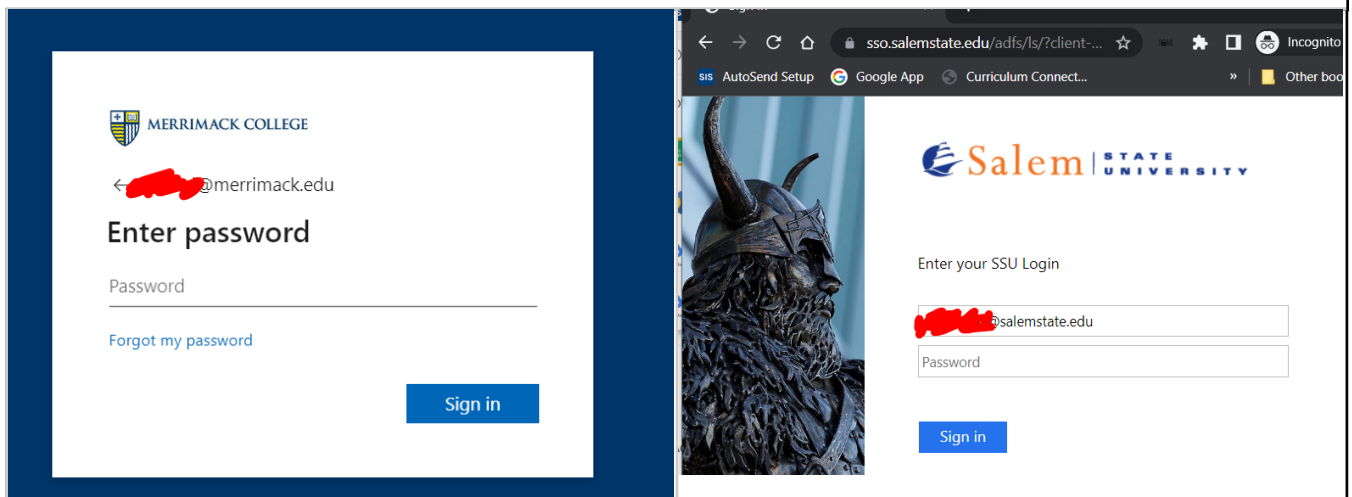 MERRIMACK COLLEGE
@merrimack.edu
Enter password
Password
Forgot my password
Sign in
sso.salemstate.edu/adfs/ls/?client-...
Incognito
SIS AutoSend Setup
Google App
Curriculum Connect...
»
Other boo
Salem STATE UNIVERSITY
Enter your SSU Login
@salemstate.edu
Password
Sign in